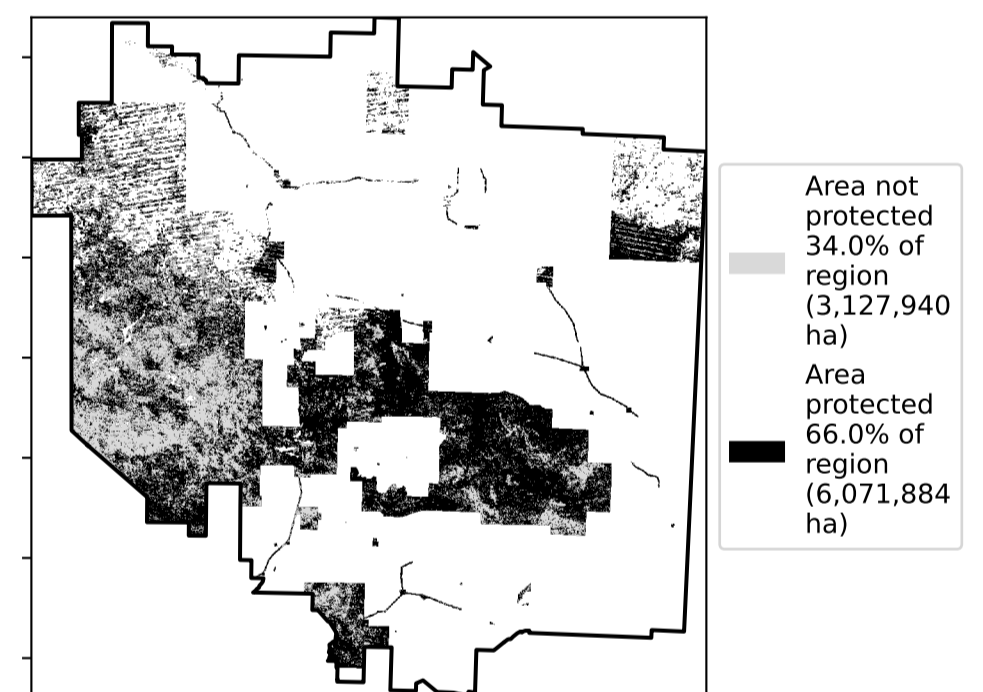 Area not
protected
34.0% of
region
(3,127,940
ha)
Area
protected
66.0% of
region
(6,071,884
ha)